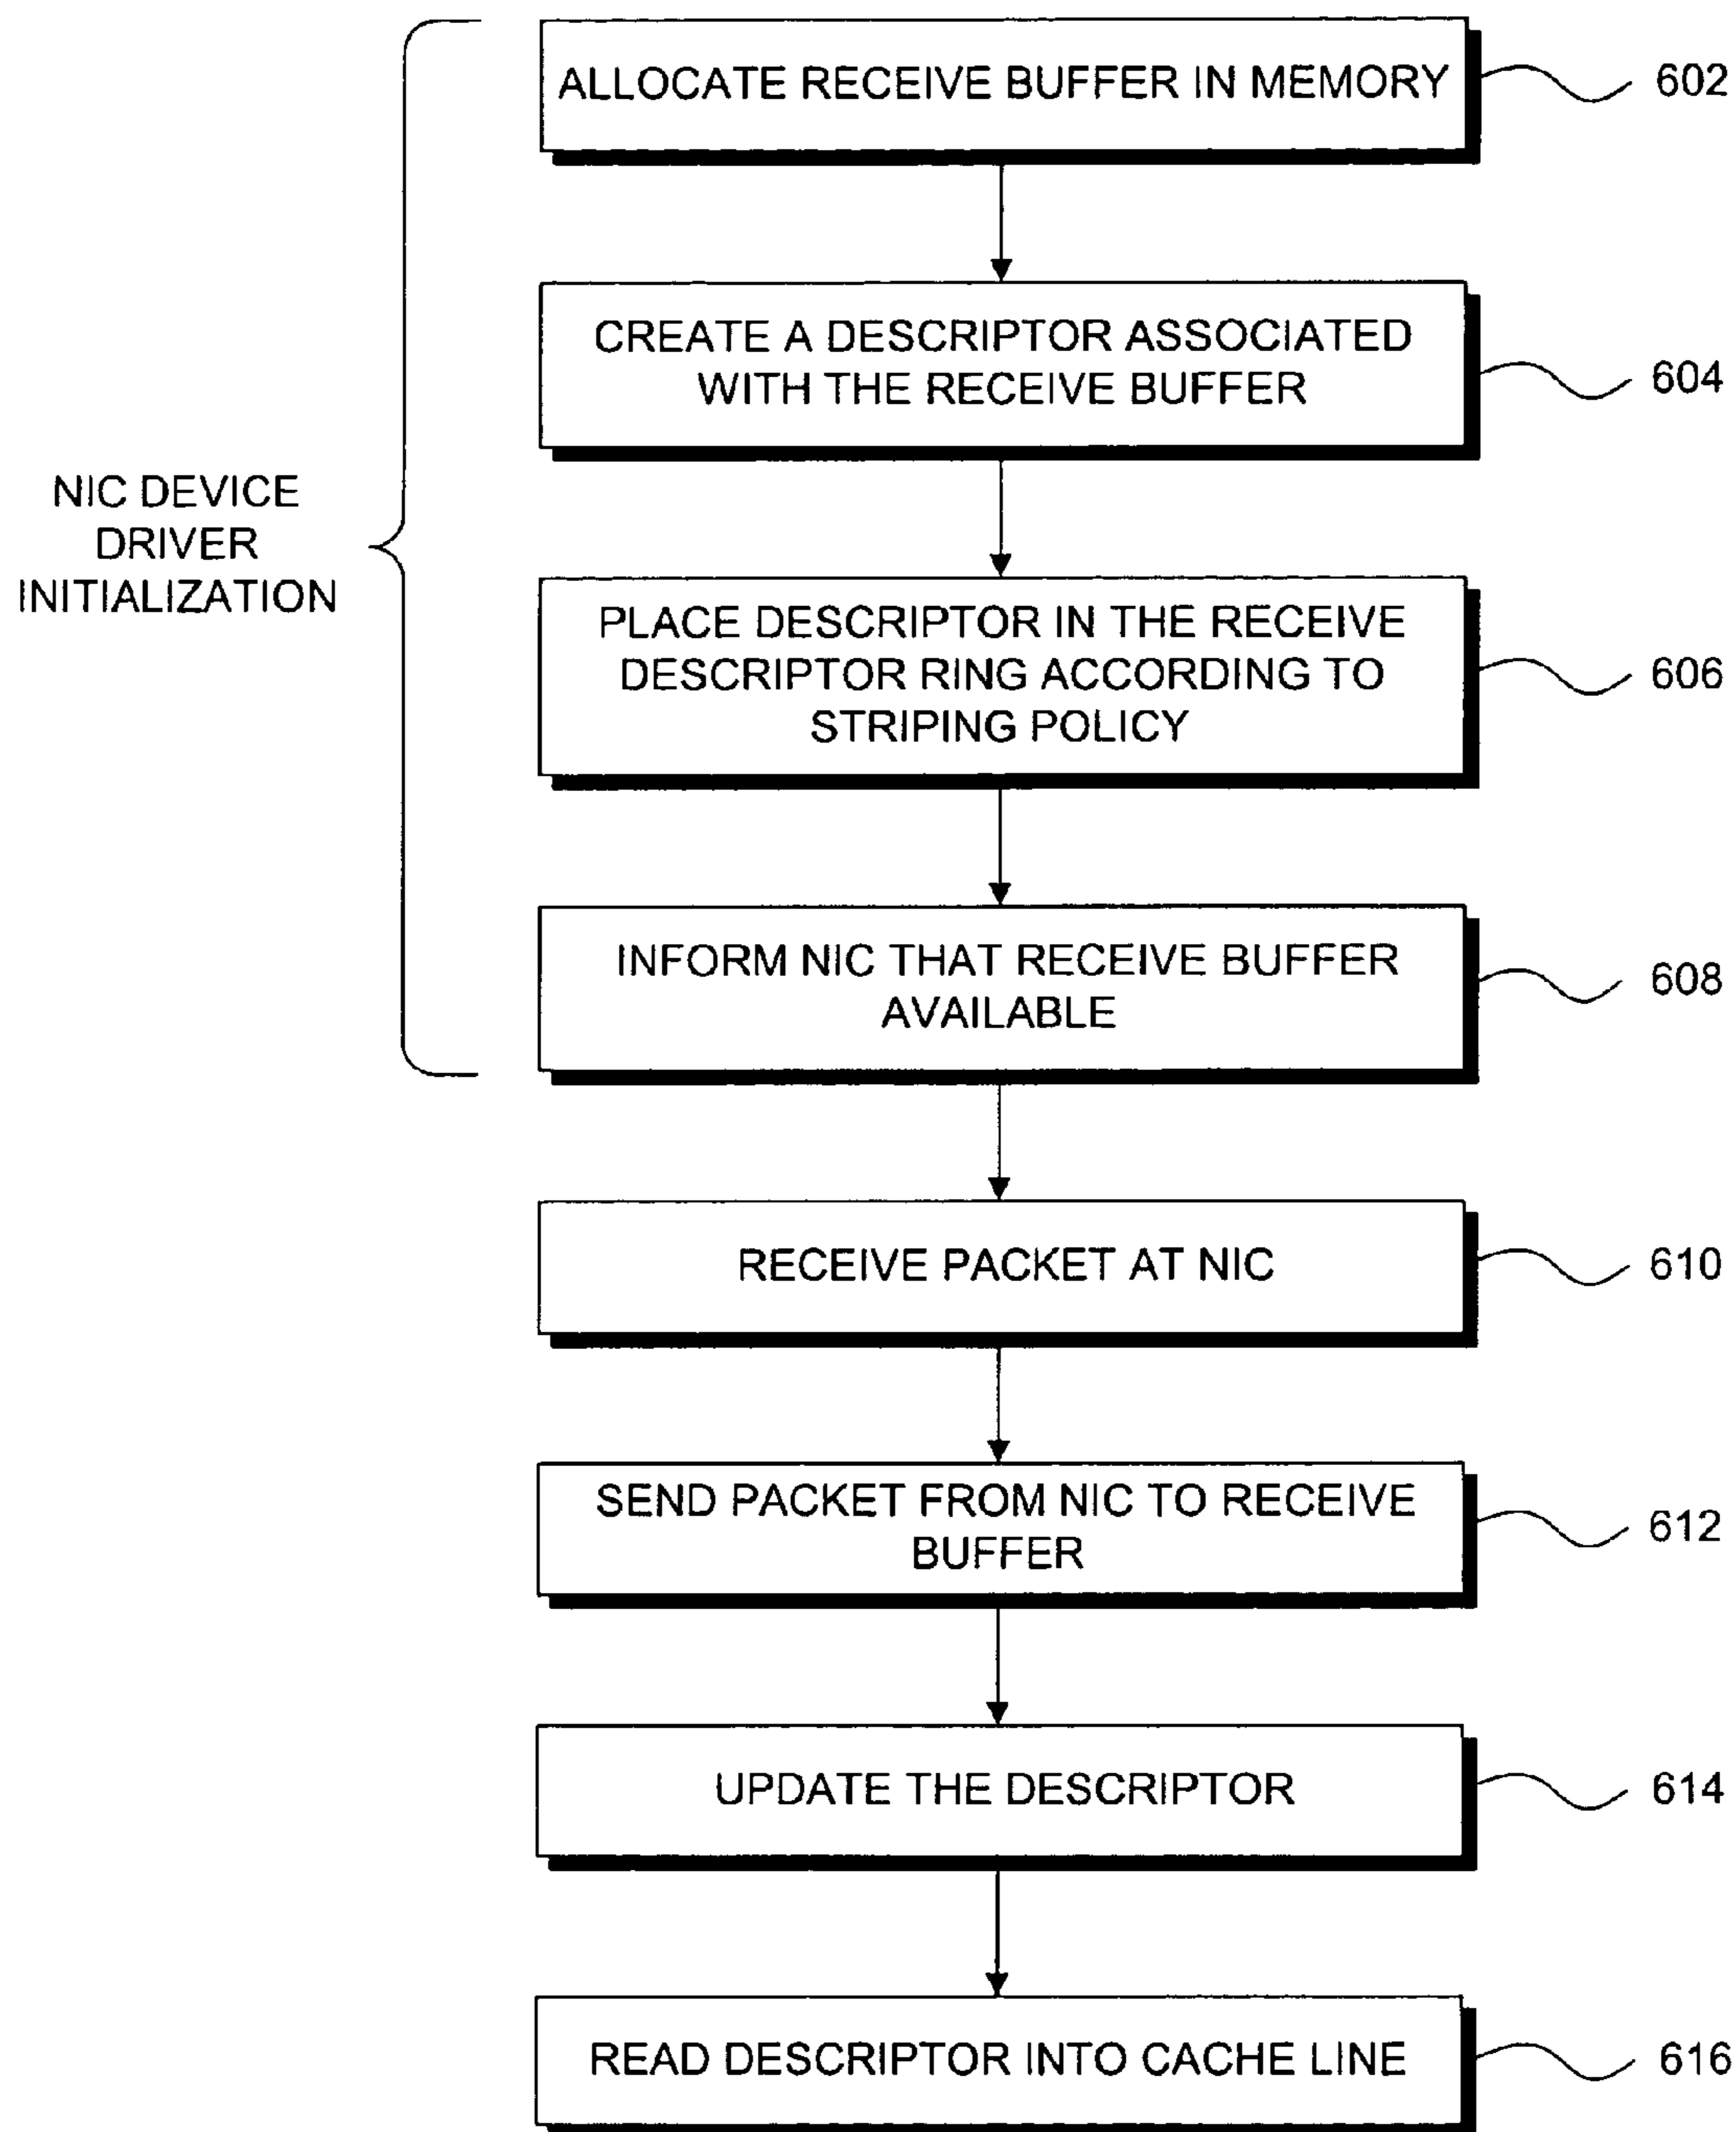 ALLOCATE RECEIVE BUFFER IN MEMORY
602
CREATE A DESCRIPTOR ASSOCIATED
WITH THE RECEIVE BUFFER
604
NIC DEVICE
DRIVER
INITIALIZATION
PLACE DESCRIPTOR IN THE RECEIVE
DESCRIPTOR RING ACCORDING TO
STRIPING POLICY
606
INFORM NIC THAT RECEIVE BUFFER
AVAILABLE
608
RECEIVE PACKET AT NIC
610
SEND PACKET FROM NIC TO RECEIVE
BUFFER
612
UPDATE THE DESCRIPTOR
614
READ DESCRIPTOR INTO CACHE LINE
616